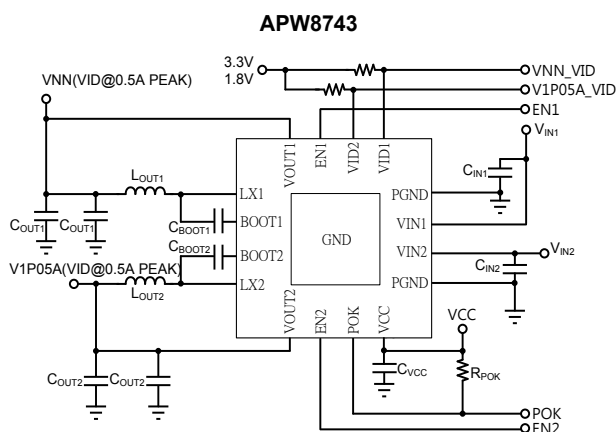 APW8743
3.3V
1.8V
VNN_VID
V1P05A_VID
EN1
VNN(VID@0.5A PEAK)
VIN1
VOUT1
EN1
VID2
VID1
CIN1
LOUT1
LX1
PGND
COUT1
COUT1
CBOOT1
BOOT1
VIN1
GND
CBOOT2
BOOT2
VIN2
VIN2
V1P05A(VID@0.5A PEAK)
LOUT2
LX2
PGND
CIN2
VOUT2
EN2
POK
VCC
VCC
COUT2
COUT2
CVCC
RPOK
POK
EN2